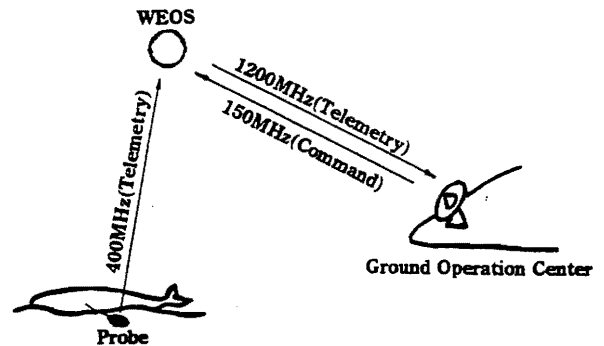 WEOS
1200MHz(Telemetry)
150MHz(Command)
400MHz(Telemetry)
Ground Operation Center
Probe